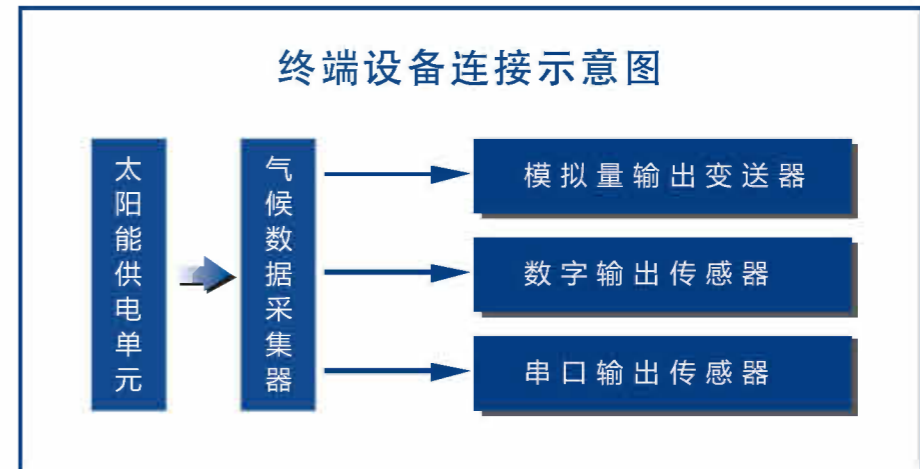 终端设备连接示意图
太阳能供电单元
气候数据采集器
模拟量输出变送器
数字输出传感器
串口输出传感器